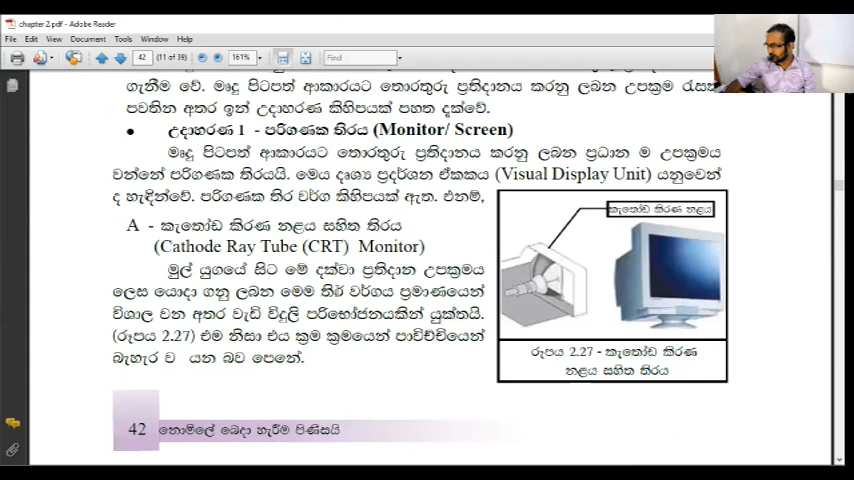 chapter 2.pdf - Adobe Reader
File Edit View Document Tools Window Help
42 (11 of 39) 161% Find
ගැනීම වේ. මෘදු පිටපත් ආකාරයට තොරතුරු ප්‍රතිදානය කරනු ලබන උපක්‍රම රැසක්
පවතින අතර ඉන් උදාහරණ කිහිපයක් පහත දැක්වේ.
• උදාහරණ 1 - පරිගණක තිරය (Monitor/ Screen)
මෘදු පිටපත් ආකාරයට තොරතුරු ප්‍රතිදානය කරනු ලබන ප්‍රධාන ම උපක්‍රමය
වන්නේ පරිගණක තිරයයි. මෙය දෘශ්‍ය ප්‍රදර්ශන ඒකකය (Visual Display Unit) යනුවෙන්
ද හැඳින්වේ. පරිගණක තිර වර්ග කිහිපයක් ඇත. එනම්,
A - කැතෝඩ කිරණ නළය සහිත තිරය
(Cathode Ray Tube (CRT) Monitor)
මුල් යුගයේ සිට මේ දක්වා ප්‍රතිදාන උපක්‍රමය
ලෙස යොදා ගනු ලබන මෙම තිර වර්ගය ප්‍රමාණයෙන්
විශාල වන අතර වැඩි විදුලි පරිභෝජනයකින් යුක්තයි.
(රූපය 2.27) එම නිසා එය ක්‍රම ක්‍රමයෙන් පාවිච්චියෙන්
බැහැර ව යන බව පෙනේ.
කැතෝඩ කිරණ නළය
රූපය 2.27 - කැතෝඩ කිරණ
නළය සහිත තිරය
42 නොමිලේ බෙදා හැරීම පිණිසයි